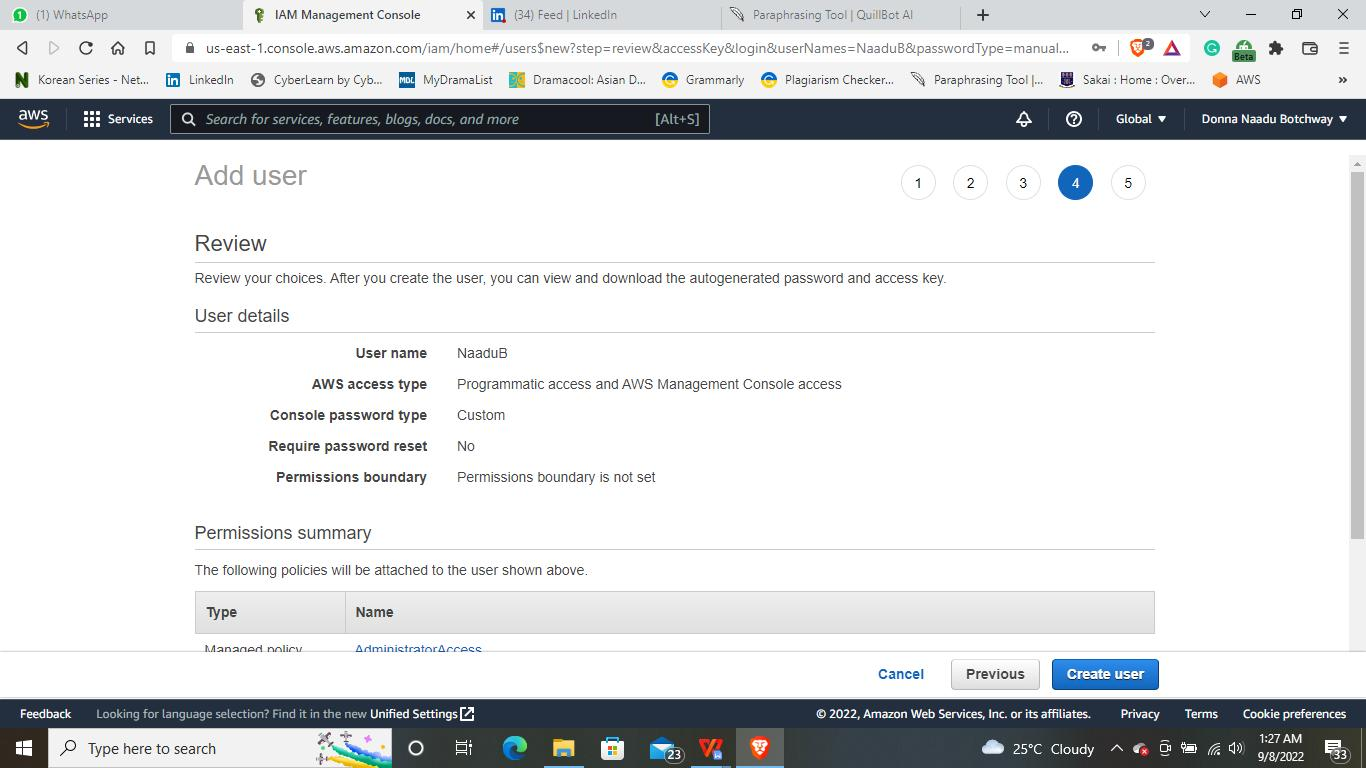 (1) WhatsApp
IAM Management Console
(34) Feed | LinkedIn
Paraphrasing Tool | QuillBot AI
us-east-1.console.aws.amazon.com/iam/home#/users$new?step=review&accessKey&login&userNames=NaaduB&passwordType=manual...
2
Beta
Korean Series - Net...
LinkedIn
CyberLearn by Cyb...
MDL
MyDramaList
Dramacool: Asian D...
Grammarly
Plagiarism Checker...
Paraphrasing Tool |...
Sakai : Home : Over...
AWS
aws
Services
Search for services, features, blogs, docs, and more
[Alt+S]
Global
Donna Naadu Botchway
Add user
1
2
3
4
5
Review
Review your choices. After you create the user, you can view and download the autogenerated password and access key.
User details
User name NaaduB
AWS access type Programmatic access and AWS Management Console access
Console password type Custom
Require password reset No
Permissions boundary Permissions boundary is not set
Permissions summary
The following policies will be attached to the user shown above.
Type Name
Managed policy AdministratorAccess
Cancel
Previous
Create user
Feedback
Looking for language selection? Find it in the new Unified Settings
© 2022, Amazon Web Services, Inc. or its affiliates.
Privacy
Terms
Cookie preferences
Type here to search
23
25°C Cloudy
1:27 AM
9/8/2022
33